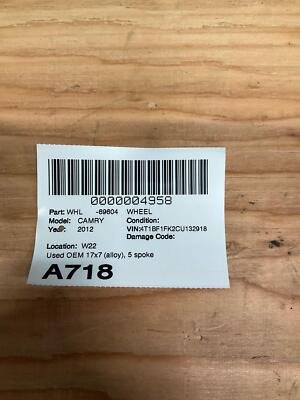 0000004958
Part: WHL -69604 WHEEL
Model: CAMRY Condition:
Year: 2012 VIN:4T1BF1FK2CU132918
Damage Code:
Location: W22
Used OEM 17x7 (alloy), 5 spoke
A718